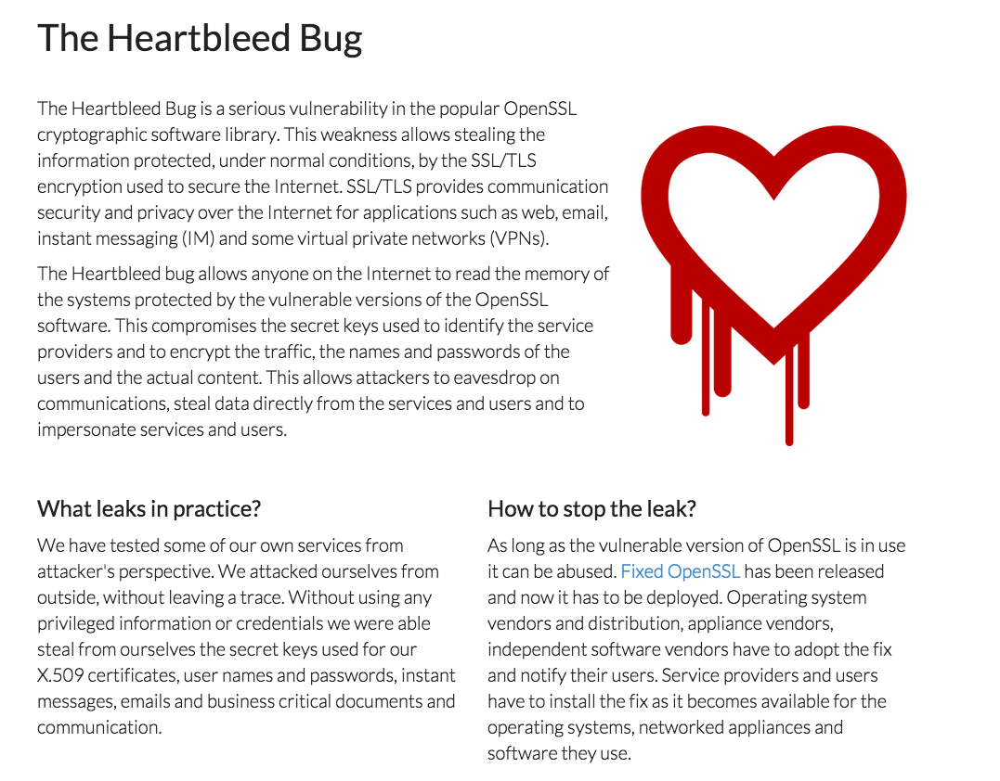 The Heartbleed Bug
The Heartbleed Bug is a serious vulnerability in the popular OpenSSL
cryptographic software library. This weakness allows stealing the
information protected, under normal conditions, by the SSL/TLS
encryption used to secure the Internet. SSL/TLS provides communication
security and privacy over the Internet for applications such as web, email,
instant messaging (IM) and some virtual private networks (VPNs).
The Heartbleed bug allows anyone on the Internet to read the memory of
the systems protected by the vulnerable versions of the OpenSSL
software. This compromises the secret keys used to identify the service
providers and to encrypt the traffic, the names and passwords of the
users and the actual content. This allows attackers to eavesdrop on
communications, steal data directly from the services and users and to
impersonate services and users.
What leaks in practice?
We have tested some of our own services from
attacker's perspective. We attacked ourselves from
outside, without leaving a trace. Without using any
privileged information or credentials we were able
steal from ourselves the secret keys used for our
X.509 certificates, user names and passwords, instant
messages, emails and business critical documents and
communication.
How to stop the leak?
As long as the vulnerable version of OpenSSL is in use
it can be abused. Fixed OpenSSL has been released
and now it has to be deployed. Operating system
vendors and distribution, appliance vendors,
independent software vendors have to adopt the fix
and notify their users. Service providers and users
have to install the fix as it becomes available for the
operating systems, networked appliances and
software they use.